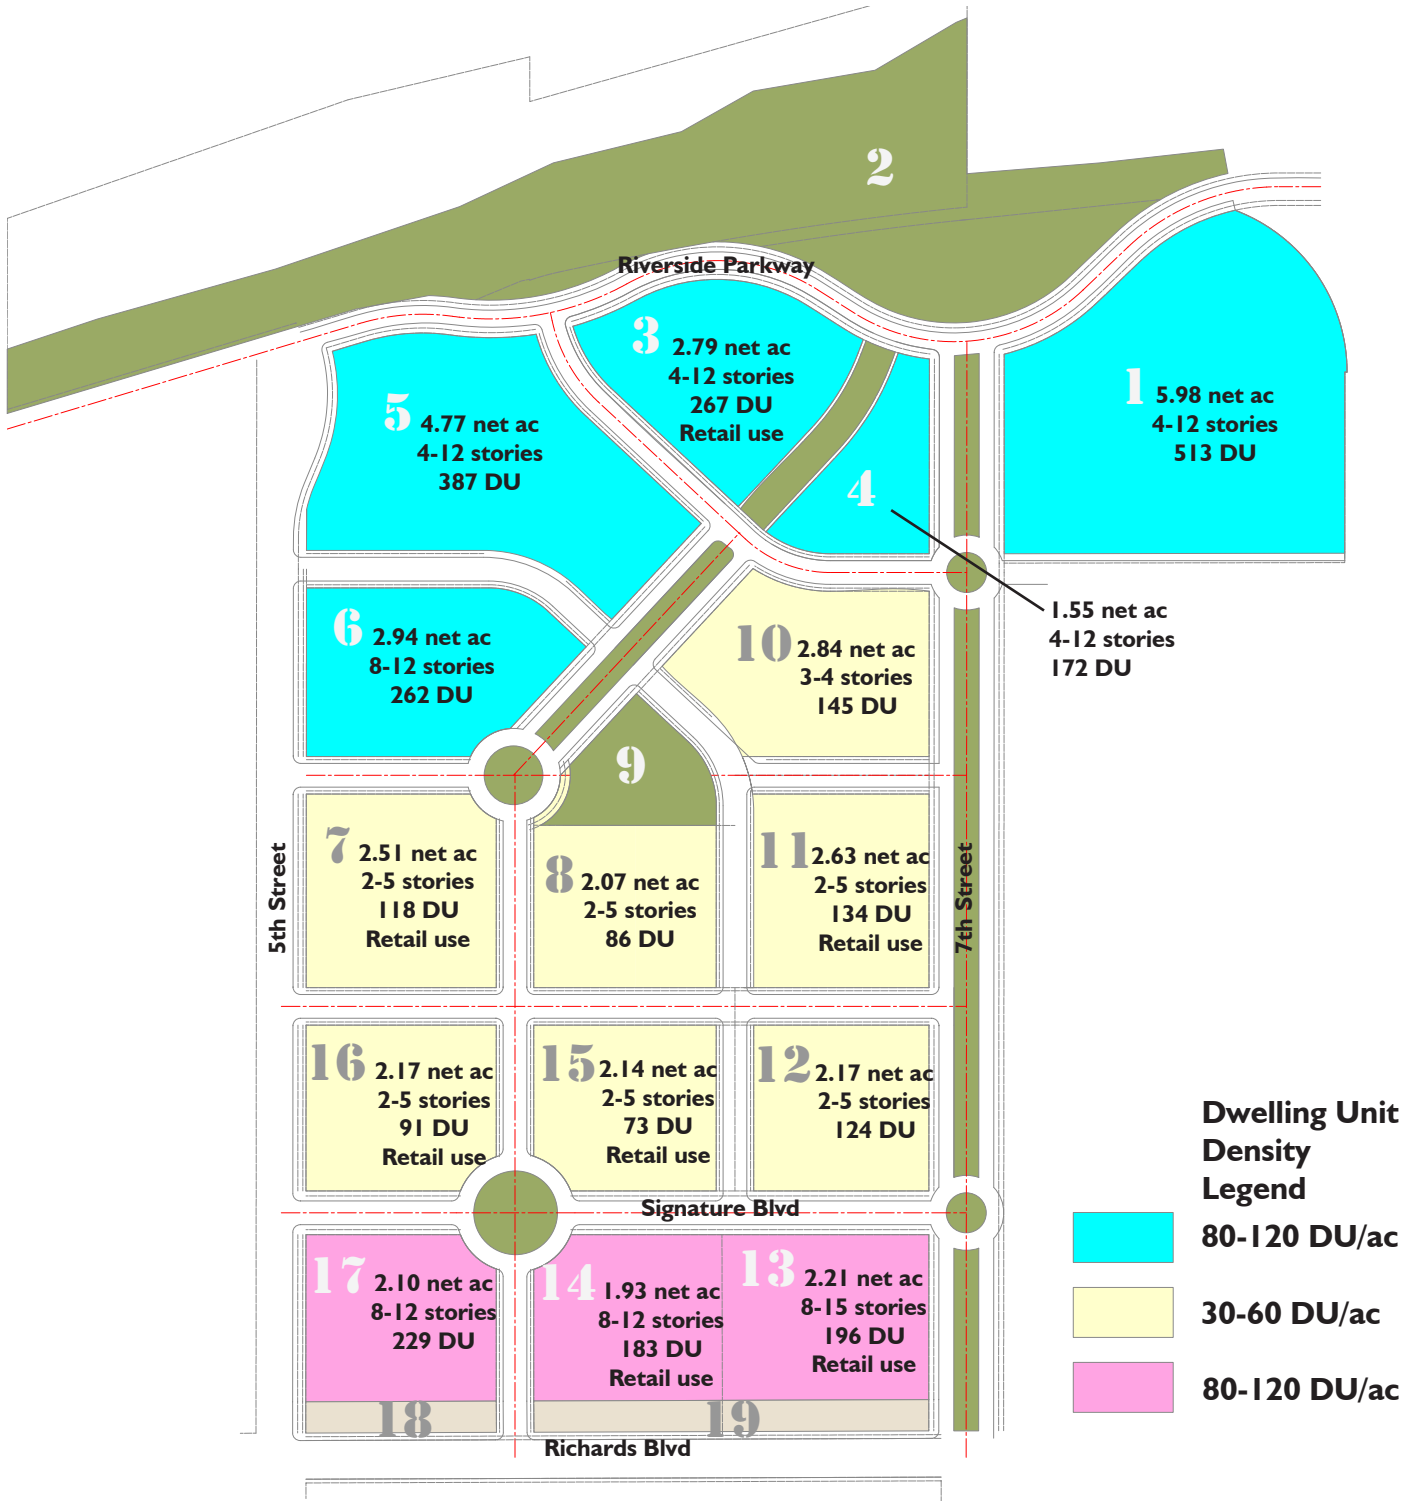 2
Riverside Parkway
3
2.79 net ac
4-12 stories
267 DU
Retail use
1
5.98 net ac
4-12 stories
513 DU
5
4.77 net ac
4-12 stories
387 DU
4
1.55 net ac
4-12 stories
172 DU
6
2.94 net ac
8-12 stories
262 DU
10
2.84 net ac
3-4 stories
145 DU
9
5th Street
7
2.51 net ac
2-5 stories
118 DU
Retail use
8
2.07 net ac
2-5 stories
86 DU
11
2.63 net ac
2-5 stories
134 DU
Retail use
7th Street
16
2.17 net ac
2-5 stories
91 DU
Retail use
15
2.14 net ac
2-5 stories
73 DU
Retail use
12
2.17 net ac
2-5 stories
124 DU
Signature Blvd
17
2.10 net ac
8-12 stories
229 DU
14
1.93 net ac
8-12 stories
183 DU
Retail use
13
2.21 net ac
8-15 stories
196 DU
Retail use
18
19
Richards Blvd
Dwelling Unit
Density
Legend
80-120 DU/ac
30-60 DU/ac
80-120 DU/ac